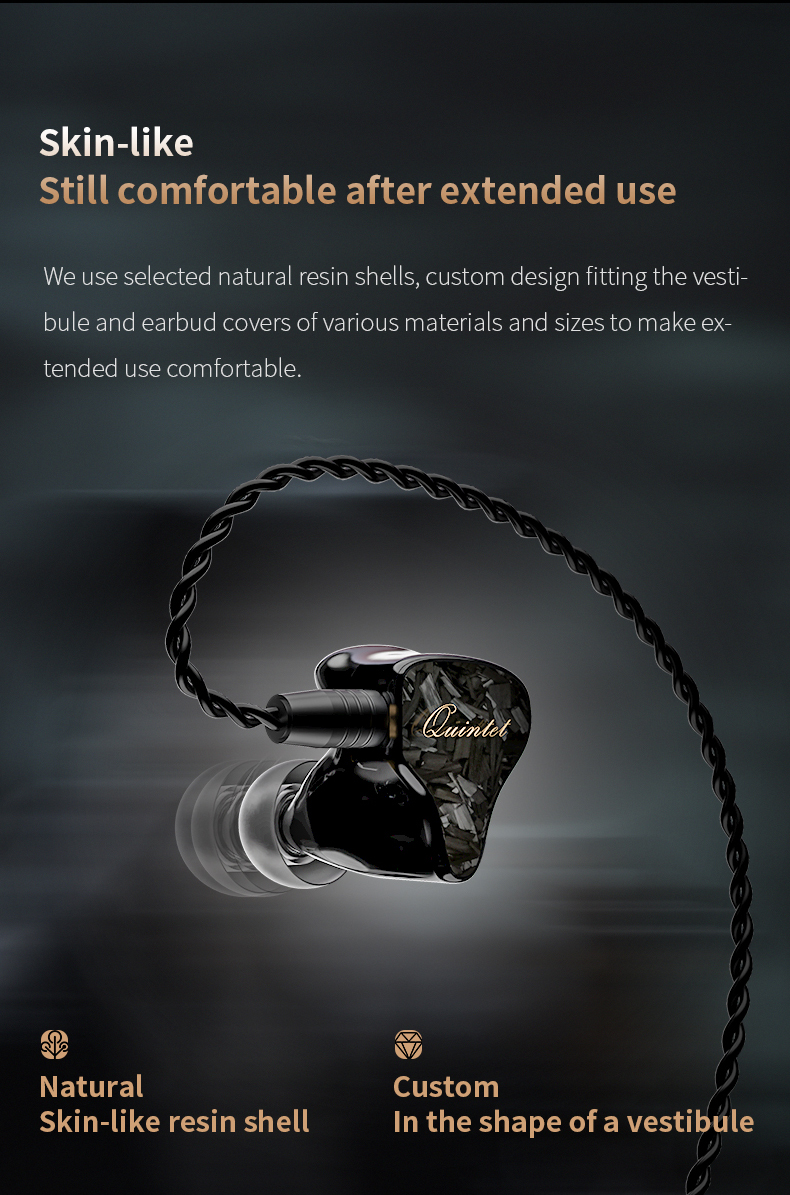 Skin-like
Still comfortable after extended use
We use selected natural resin shells, custom design fitting the vesti-
bule and earbud covers of various materials and sizes to make ex-
tended use comfortable.
Quintet
Natural
Skin-like resin shell
Custom
In the shape of a vestibule